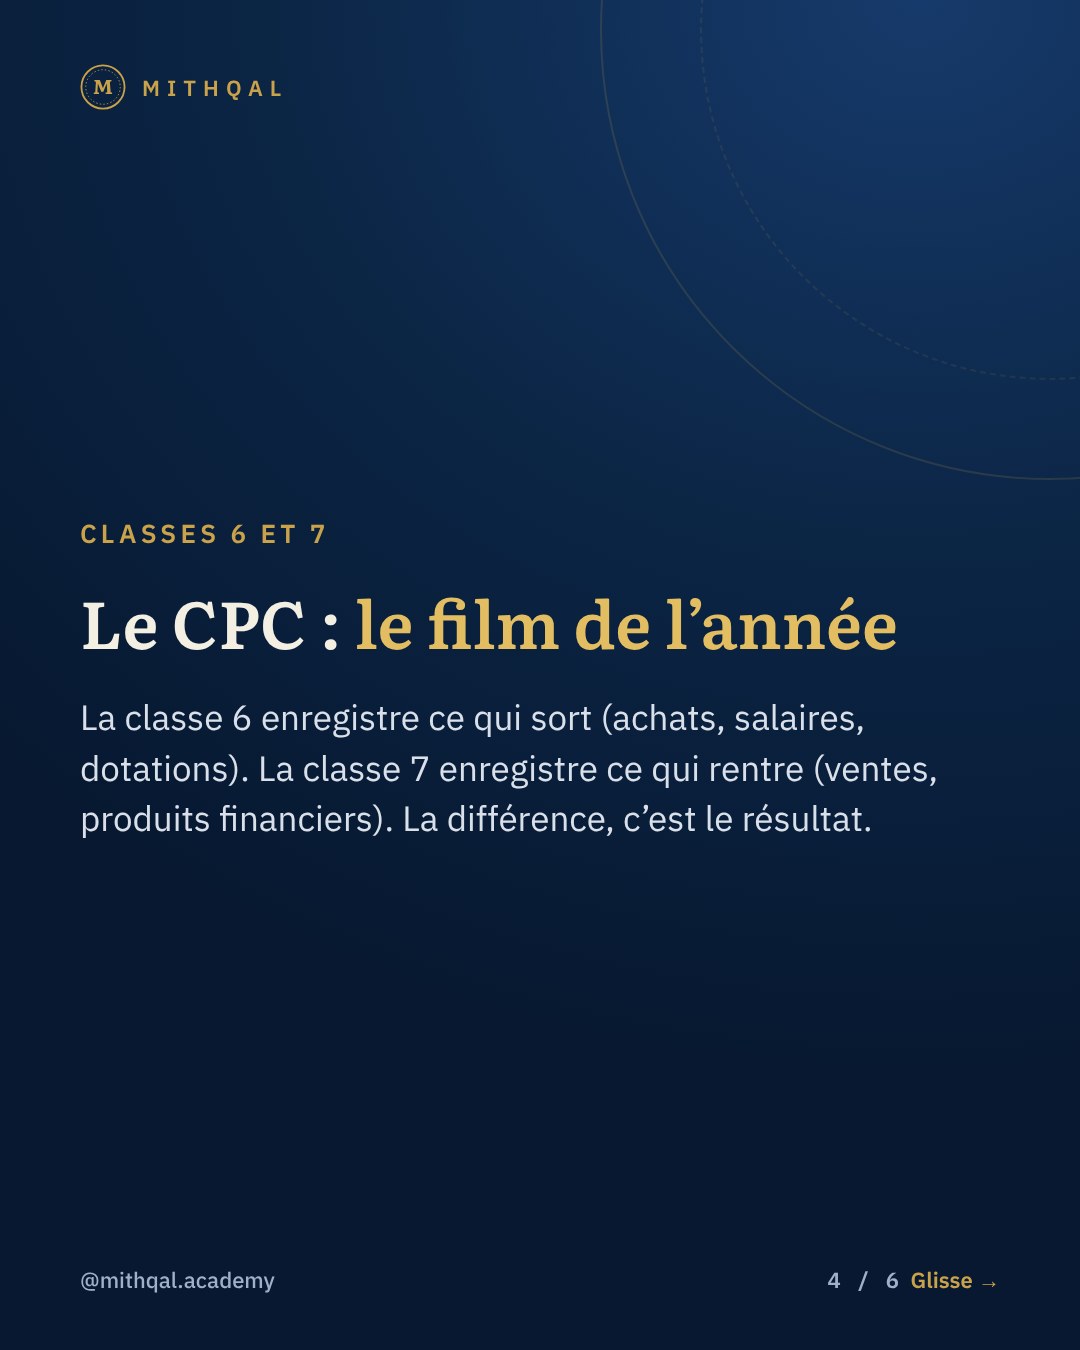 M MITHQAL
CLASSES 6 ET 7
Le CPC : le film de l’année
La classe 6 enregistre ce qui sort (achats, salaires,
dotations). La classe 7 enregistre ce qui rentre (ventes,
produits financiers). La différence, c’est le résultat.
@mithqal.academy
4 / 6 Glisse →